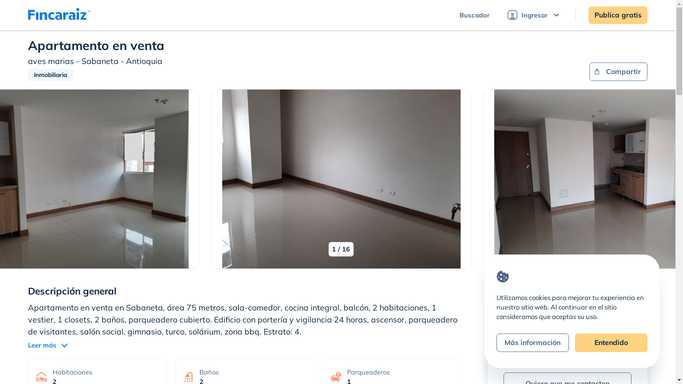 Fincaraiz
Buscador
Ingresar
Publica gratis
Apartamento en venta
aves marias - Sabaneta - Antioquia
Inmobiliaria
Compartir
1 / 16
Descripción general
Apartamento en venta en Sabaneta, área 75 metros, sala-comedor, cocina integral, balcón, 2 habitaciones, 1
vestier, 1 closets, 2 baños, parqueadero cubierto. Edificio con portería y vigilancia 24 horas, ascensor, parqueadero
de visitantes, salón social, gimnasio, turco, solárium, zona bbq, Estrato: 4.
Leer más
Habitaciones
2
Baños
2
Parqueaderos
1
Utilizamos cookies para mejorar tu experiencia en
nuestro sitio web. Al continuar en el sitio
consideramos que aceptas su uso.
Más información
Entendido
Quiero que me contacten